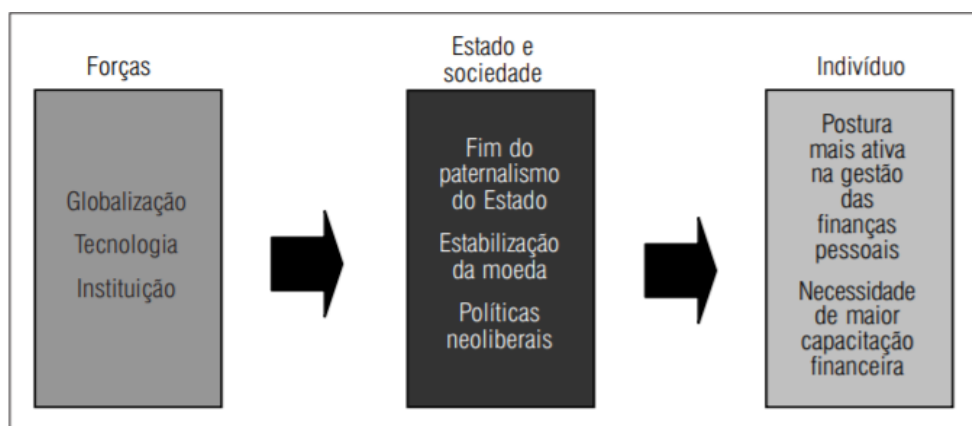 Forças
Globalização
Tecnologia
Instituição
Estado e
sociedade
Fim do
paternalismo
do Estado
Estabilização
da moeda
Políticas
neoliberais
Indivíduo
Postura
mais ativa
na gestão
das
finanças
pessoais
Necessidade
de maior
capacitação
financeira